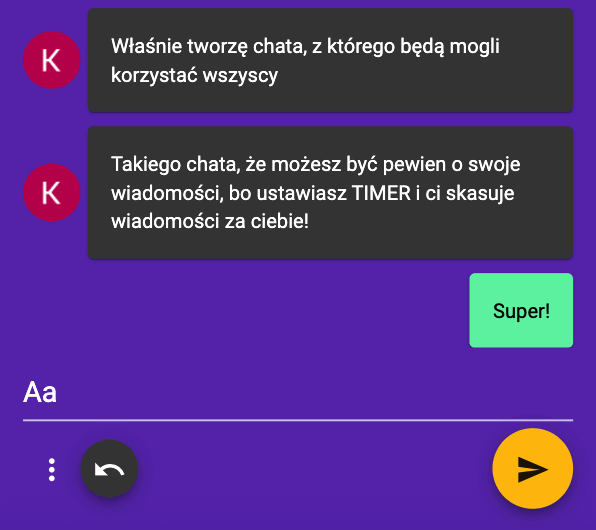 K
Właśnie tworzę chata, z którego będą mogli
korzystać wszyscy
K
Takiego chata, że możesz być pewien o swoje
wiadomości, bo ustawiasz TIMER i ci skasuje
wiadomości za ciebie!
Super!
Aa